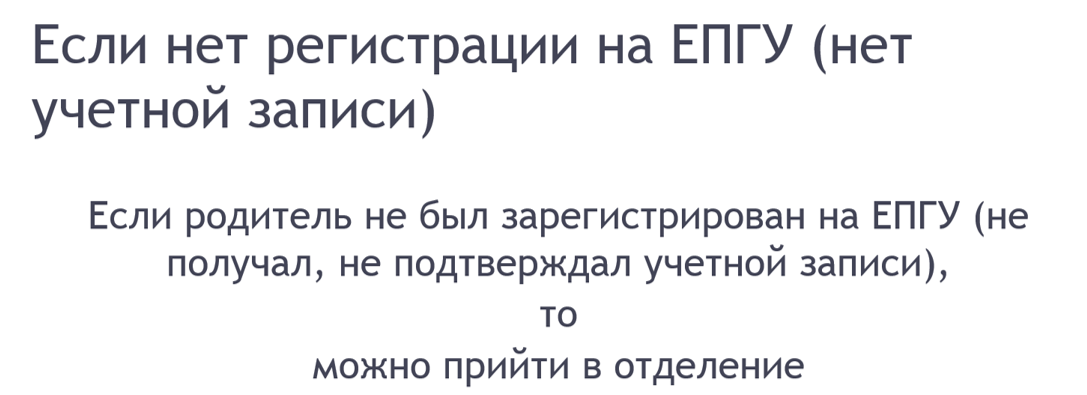 Если нет регистрации на ЕПГУ (нет
учетной записи)
Если родитель не был зарегистрирован на ЕПГУ (не
получал, не подтверждал учетной записи),
то
можно прийти в отделение